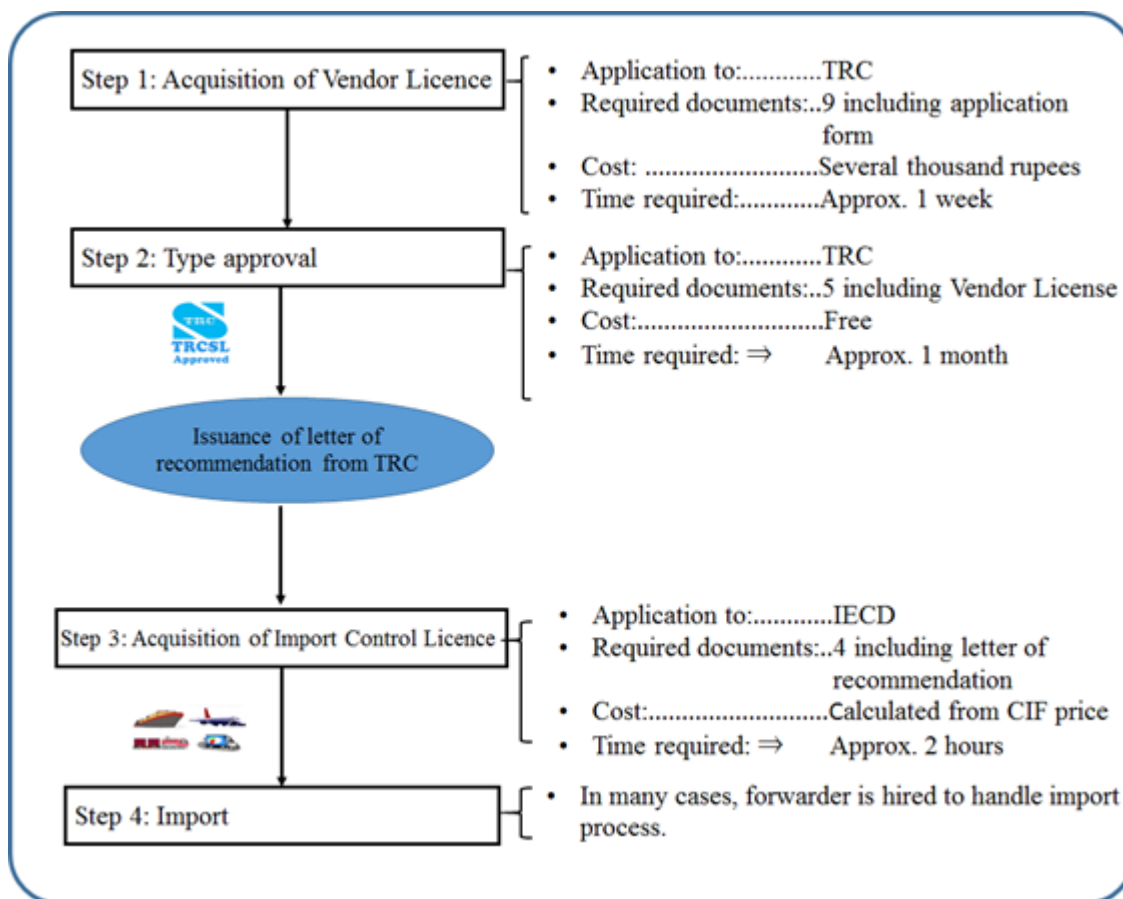 Step 1: Acquisition of Vendor Licence
• Application to:............TRC
• Required documents:..9 including application
form
• Cost: ...........................Several thousand rupees
• Time required:............Approx. 1 week
Step 2: Type approval
• Application to:............TRC
• Required documents:..5 including Vendor License
• Cost:............................Free
• Time required: ⇒ Approx. 1 month
TRC
TRCSL
Approved
Issuance of letter of
recommendation from TRC
Step 3: Acquisition of Import Control Licence
• Application to:............IECD
• Required documents:..4 including letter of
recommendation
• Cost:............................Calculated from CIF price
• Time required: ⇒ Approx. 2 hours
Step 4: Import
• In many cases, forwarder is hired to handle import
process.